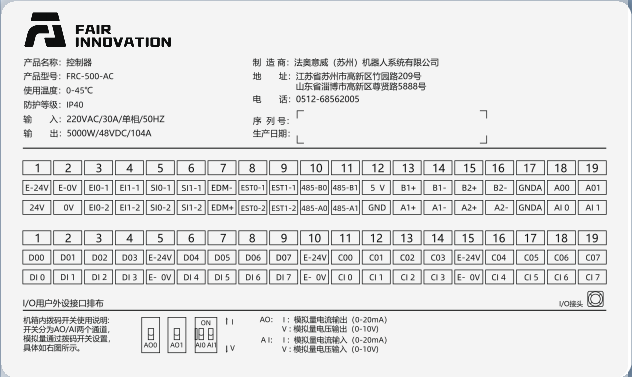 FAIR
INNOVATION
产品名称: 控制器
产品型号: FRC-500-AC
使用温度: 0-45℃
防护等级: IP40
输 入: 220VAC/30A/单相/50HZ
输 出: 5000W/48VDC/104A
制 造 商: 法奥意威（苏州）机器人系统有限公司
地 址: 江苏省苏州市高新区竹园路209号
山东省淄博市高新区尊贤路5888号
电 话: 0512-68562005
序 列 号:
生产日期:
1 2 3 4 5 6 7 8 9 10 11 12 13 14 15 16 17 18 19
E-24V E-0V EI0-1 EI1-1 SI0-1 SI1-1 EDM- EST0-1 EST1-1 485-B0 485-B1 5 V B1+ B1- B2+ B2- GNDA A00 A01
24V 0V EI0-2 EI1-2 SI0-2 SI1-2 EDM+ EST0-2 EST1-2 485-A0 485-A1 GND A1+ A1- A2+ A2- GNDA AI 0 AI 1
1 2 3 4 5 6 7 8 9 10 11 12 13 14 15 16 17 18 19
D00 D01 D02 D03 E-24V D04 D05 D06 D07 E-24V C00 C01 C02 C03 E-24V C04 C05 C06 C07
DI 0 DI 1 DI 2 DI 3 E- 0V DI 4 DI 5 DI 6 DI 7 E- 0V CI 0 CI 1 CI 2 CI 3 E- 0V CI 4 CI 5 CI 6 CI 7
I/O用户外设接口排布
I/O接头
机箱内拨码开关使用说明:
开关分为AO/AI两个通道,
模拟量通过拨码开关设置,
具体如右图所示。
AO0 AO1 ON AI0 AI1
I
V
AO: I : 模拟量电流输出 (0-20mA)
V : 模拟量电压输出 (0-10V)
AI: I : 模拟量电流输入 (0-20mA)
V : 模拟量电压输入 (0-10V)